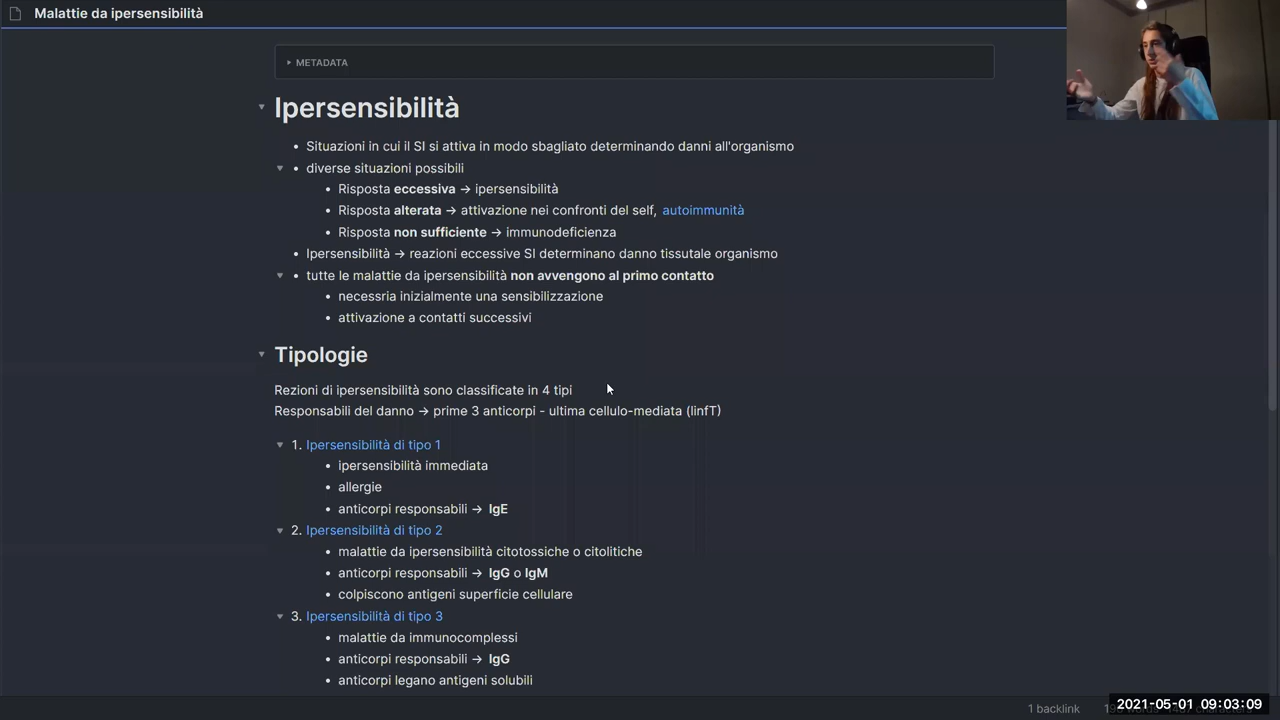 Malattie da ipersensibilità
METADATA
Ipersensibilità
Situazioni in cui il SI si attiva in modo sbagliato determinando danni all'organismo
diverse situazioni possibili
Risposta eccessiva → ipersensibilità
Risposta alterata → attivazione nei confronti del self, autoimmunità
Risposta non sufficiente → immunodeficienza
Ipersensibilità → reazioni eccessive SI determinano danno tissutale organismo
tutte le malattie da ipersensibilità non avvengono al primo contatto
necessria inizialmente una sensibilizzazione
attivazione a contatti successivi
Tipologie
Rezioni di ipersensibilità sono classificate in 4 tipi
Responsabili del danno → prime 3 anticorpi - ultima cellulo-mediata (linfT)
1. Ipersensibilità di tipo 1
ipersensibilità immediata
allergie
anticorpi responsabili → IgE
2. Ipersensibilità di tipo 2
malattie da ipersensibilità citotossiche o citolitiche
anticorpi responsabili → IgG o IgM
colpiscono antigeni superficie cellulare
3. Ipersensibilità di tipo 3
malattie da immunocomplessi
anticorpi responsabili → IgG
anticorpi legano antigeni solubili
1 backlink
2021-05-01 09:03:09